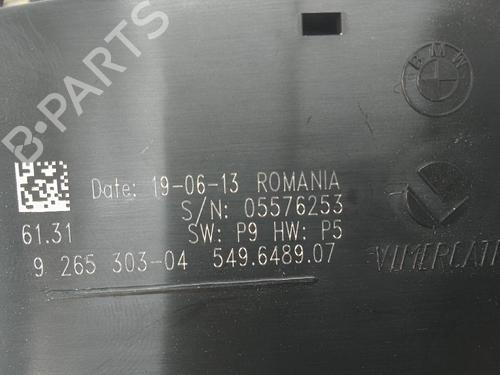 BMW
Date: 19-06-13 ROMANIA
S/N: 05576253
61.31 SW: P9 HW: P5
9 265 303-04 549.6489.07
VIMERCATI
B-PARTS